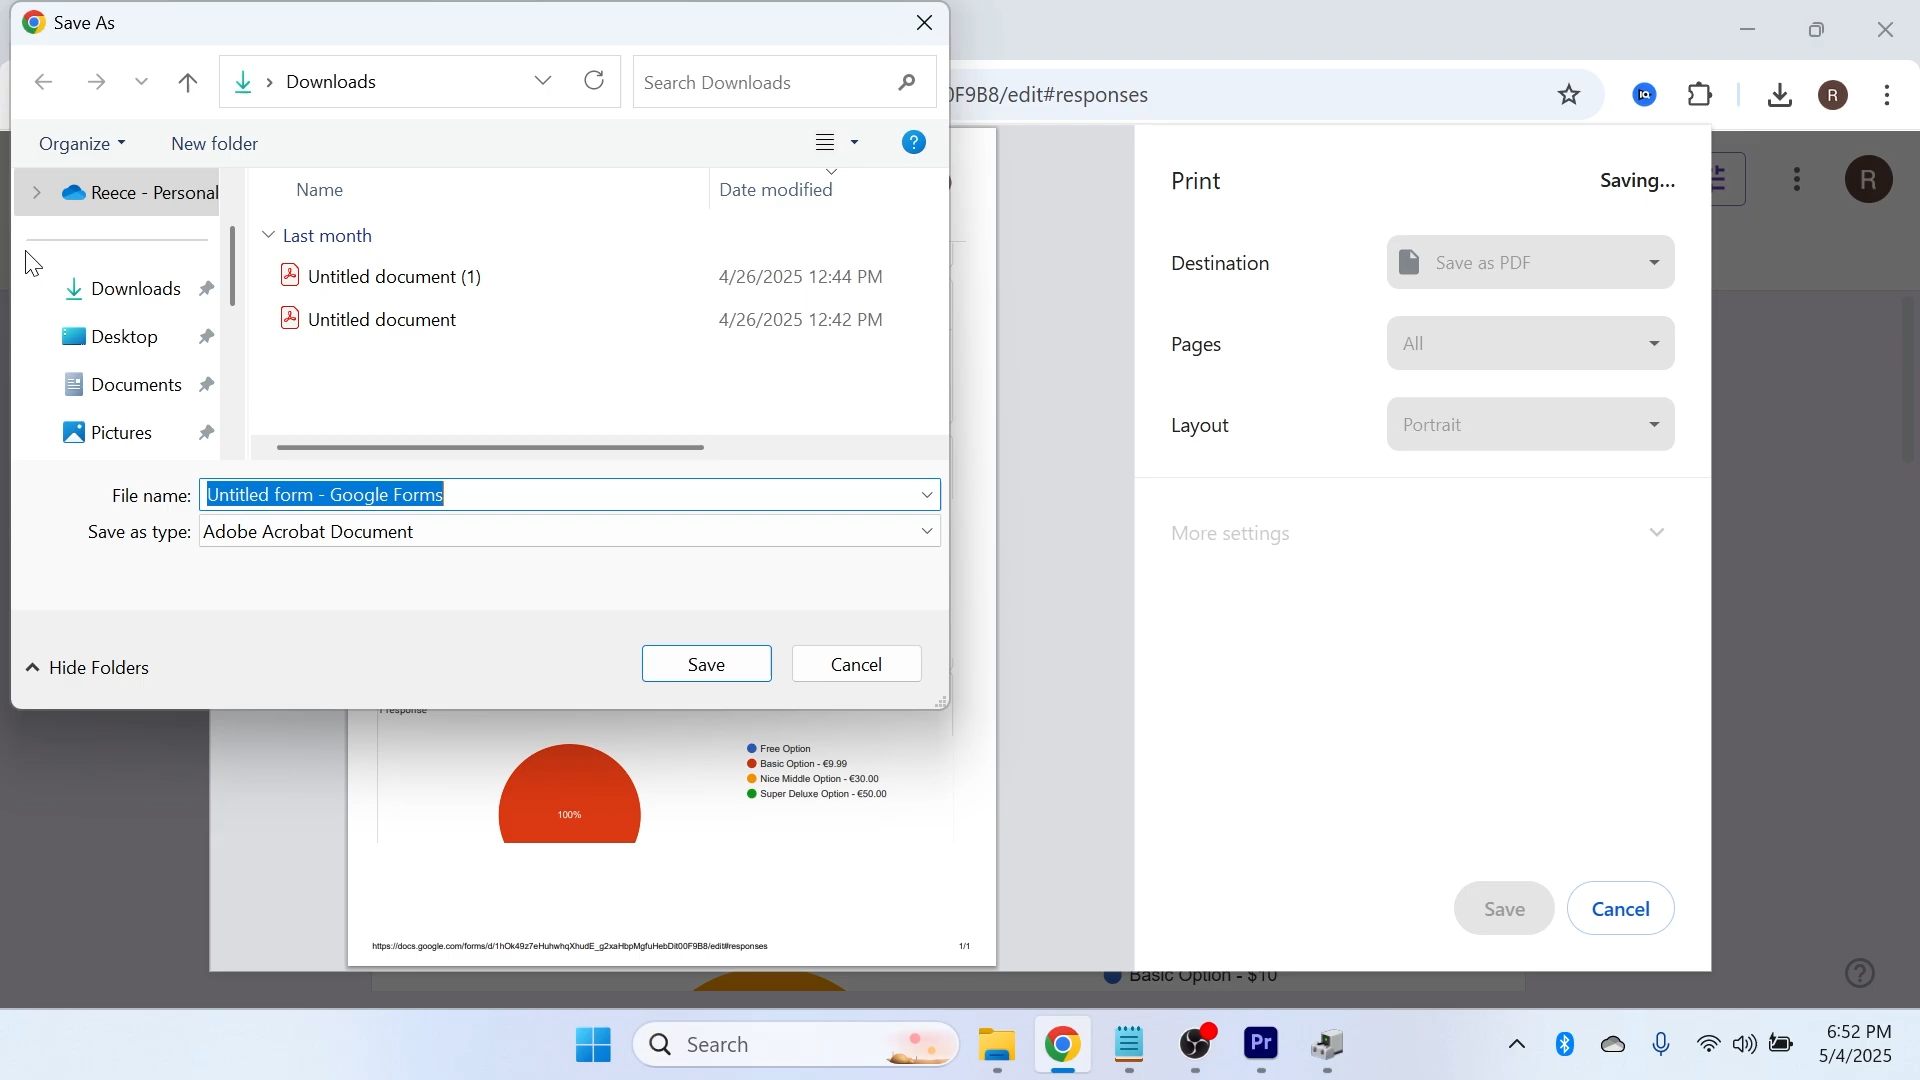 Save As
Downloads
Search Downloads
F9B8/edit#responses
R
Organize
New folder
?
Reece - Personal
Name
Date modified
Print
Saving...
R
Last month
Downloads
Untitled document (1)
4/26/2025 12:44 PM
Destination
Save as PDF
Desktop
Untitled document
4/26/2025 12:42 PM
Pages
All
Documents
Pictures
Layout
Portrait
File name:
Untitled form - Google Forms
Save as type:
Adobe Acrobat Document
More settings
Hide Folders
Save
Cancel
1 response
Free Option
Basic Option - €9.99
Nice Middle Option - €30.00
Super Deluxe Option - €50.00
100%
Save
Cancel
1/1
Basic Option - $10
Search
Pr
6:52 PM
5/4/2025